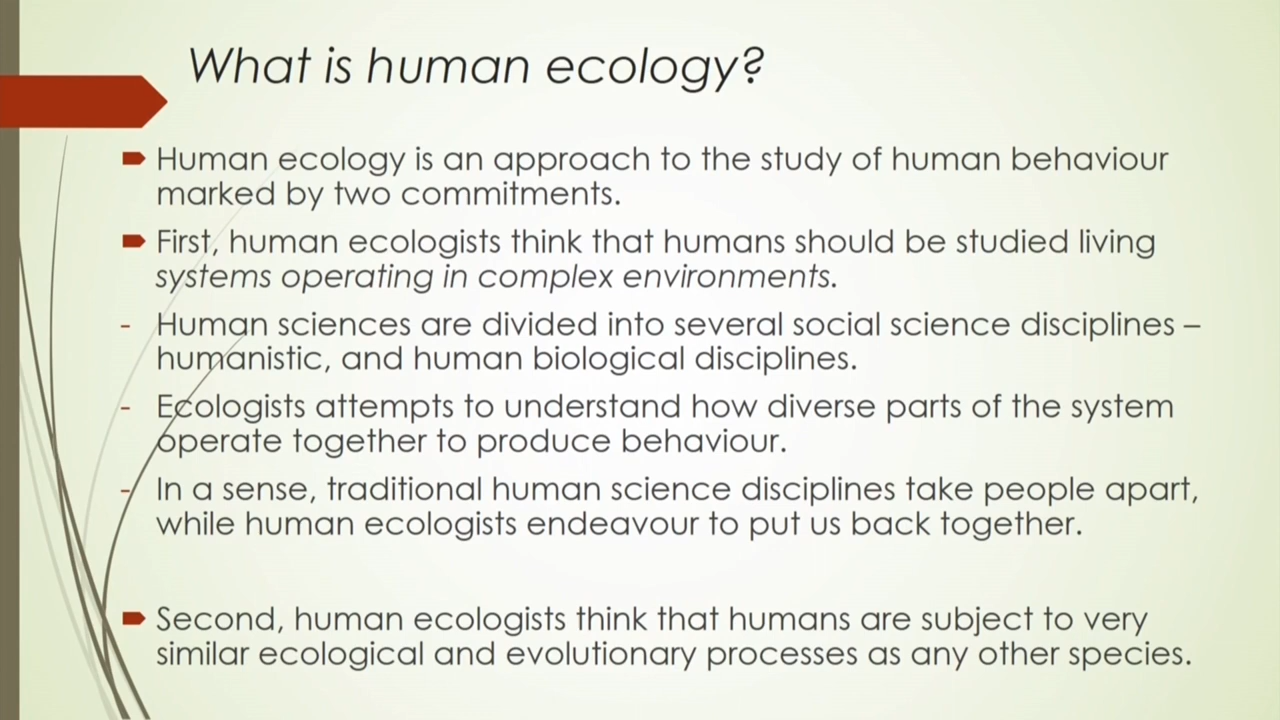 What is human ecology?
Human ecology is an approach to the study of human behaviour
marked by two commitments.
First, human ecologists think that humans should be studied living
systems operating in complex environments.
- Human sciences are divided into several social science disciplines –
humanistic, and human biological disciplines.
- Ecologists attempts to understand how diverse parts of the system
operate together to produce behaviour.
- In a sense, traditional human science disciplines take people apart,
while human ecologists endeavour to put us back together.
Second, human ecologists think that humans are subject to very
similar ecological and evolutionary processes as any other species.